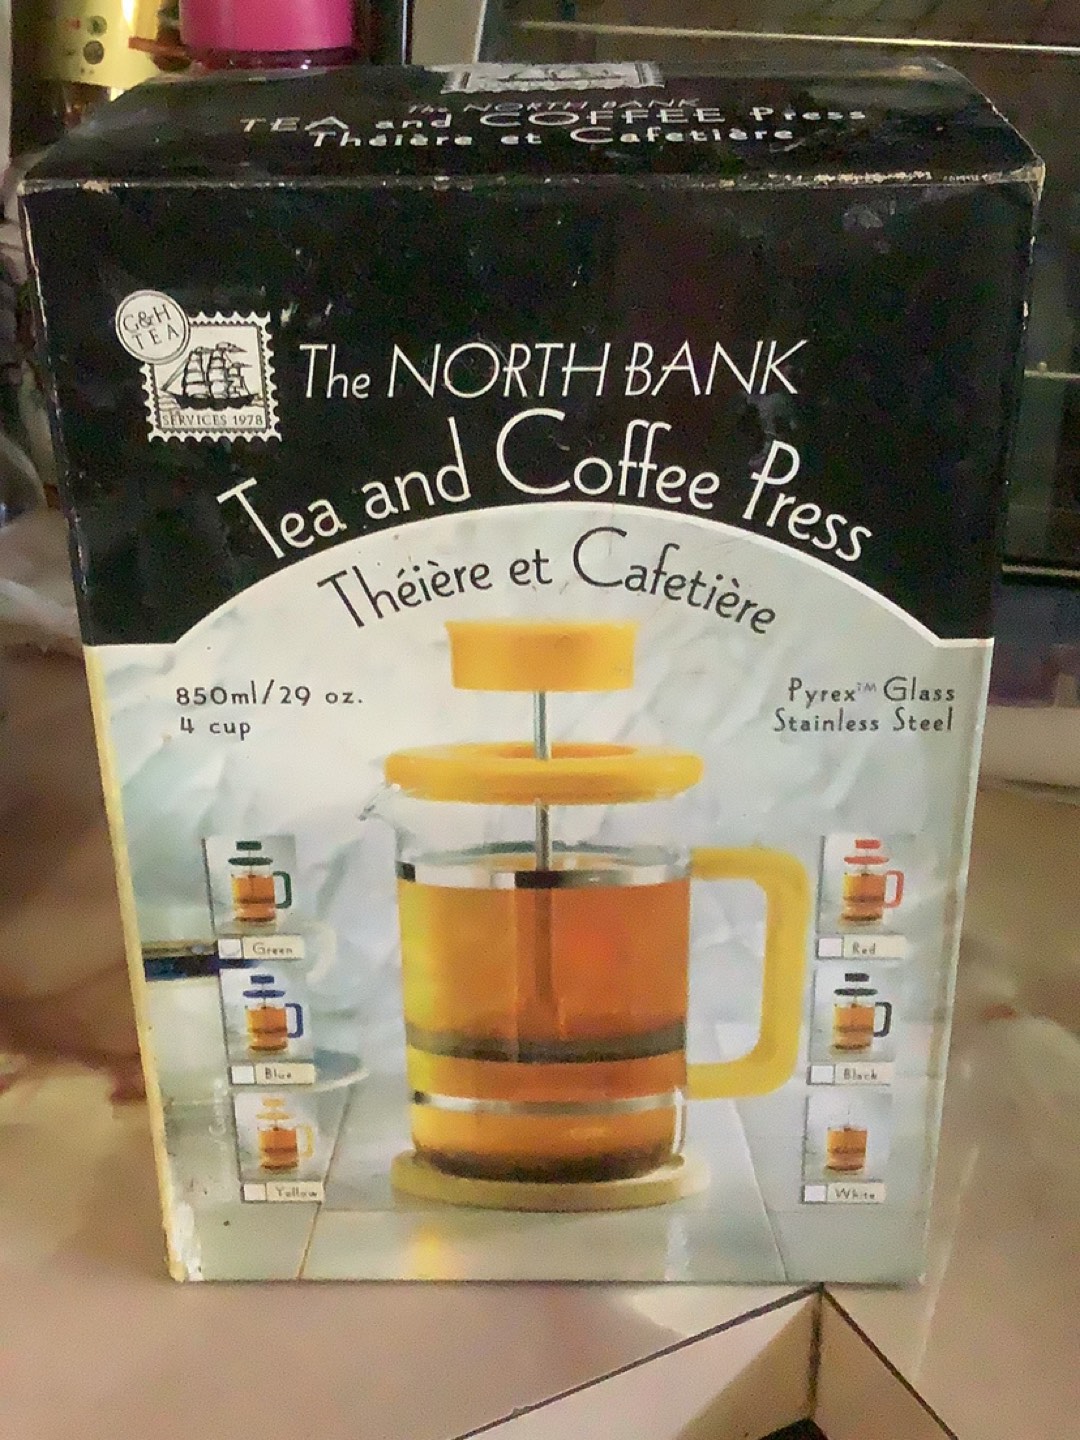 The NORTH BANK
TEA and COFFEE Press
Théière et Cafetière
G&H
TEA
SERVICES 1978
The NORTH BANK
Tea and Coffee Press
Théière et Cafetière
850ml/29 oz.
4 cup
Pyrex™ Glass
Stainless Steel
Green
Red
Blue
Black
Yellow
White